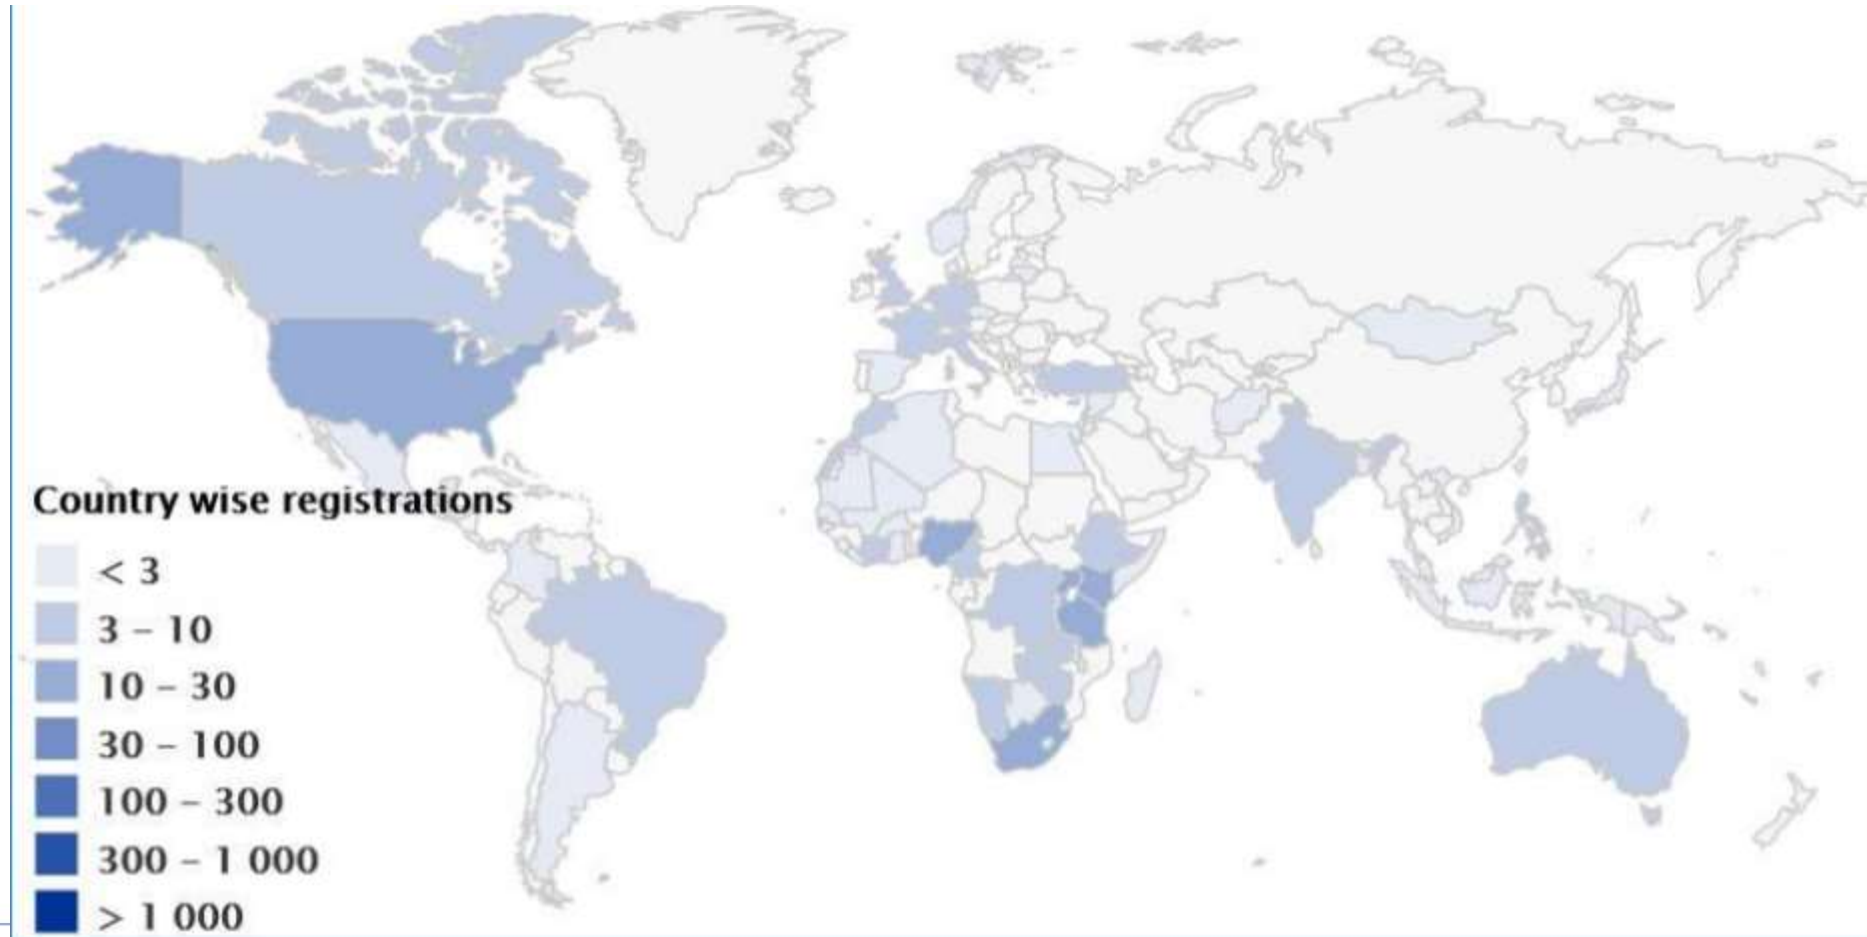 Country wise registrations
< 3
3 – 10
10 – 30
30 – 100
100 – 300
300 – 1 000
> 1 000